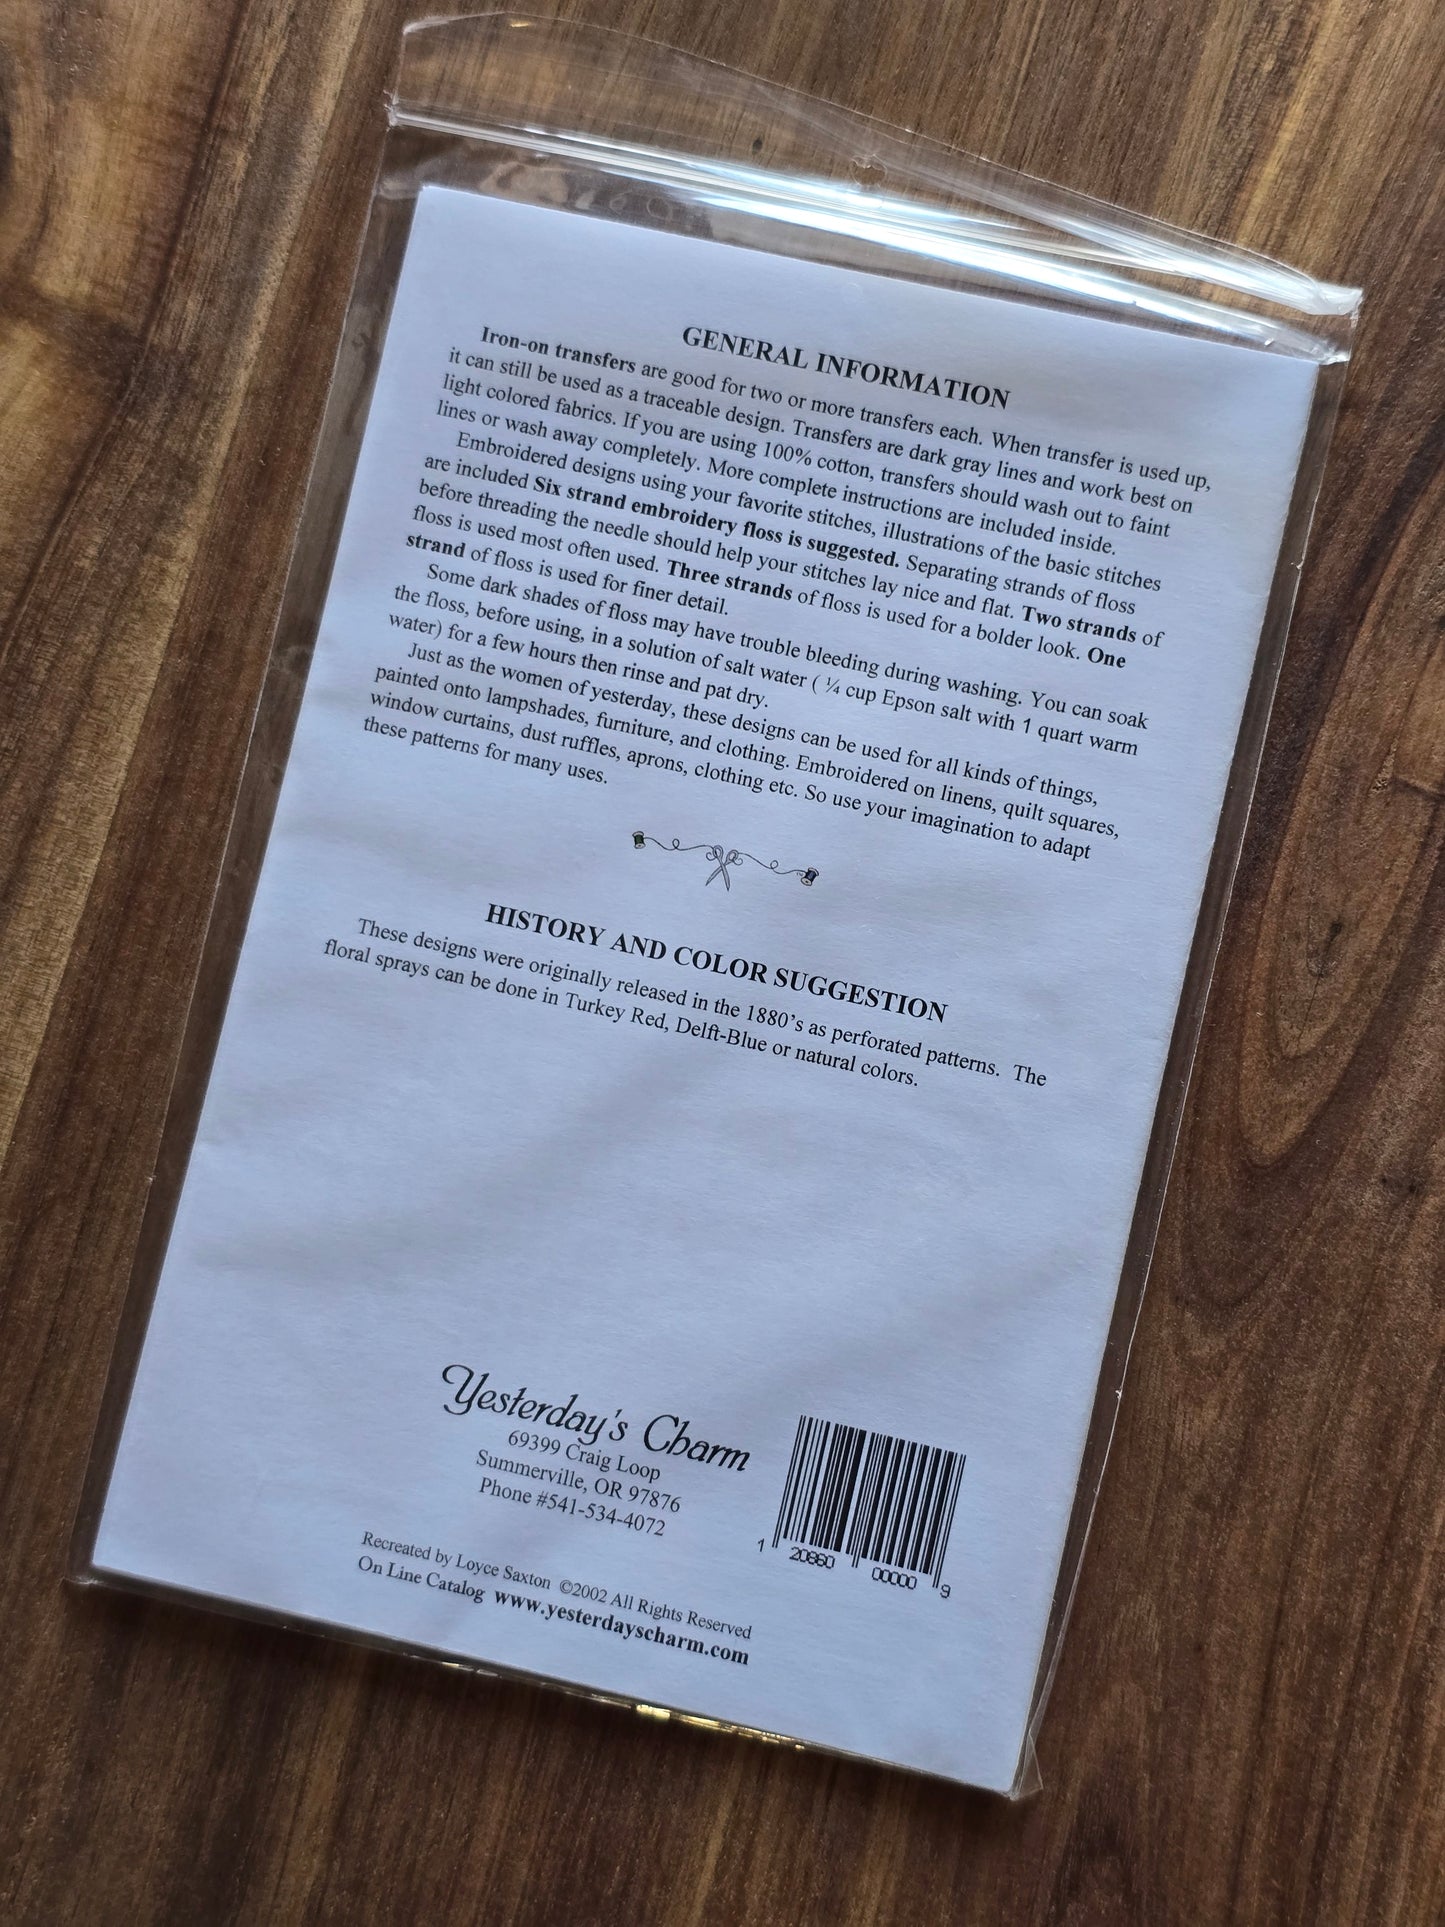 GENERAL INFORMATION
Iron-on transfers are good for two or more transfers each. When transfer is used up,
it can still be used as a traceable design. Transfers are dark gray lines and work best on
light colored fabrics. If you are using 100% cotton, transfers should wash out to faint
lines or wash away completely. More complete instructions are included inside.
Embroidered designs using your favorite stitches, illustrations of the basic stitches
are included Six strand embroidery floss is suggested. Separating strands of floss
before threading the needle should help your stitches lay nice and flat. Two strands of
floss is used most often used. Three strands of floss is used for a bolder look. One
strand of floss is used for finer detail.
Some dark shades of floss may have trouble bleeding during washing. You can soak
the floss, before using, in a solution of salt water ( ¼ cup Epson salt with 1 quart warm
water) for a few hours then rinse and pat dry.
Just as the women of yesterday, these designs can be used for all kinds of things,
painted onto lampshades, furniture, and clothing. Embroidered on linens, quilt squares,
window curtains, dust ruffles, aprons, clothing etc. So use your imagination to adapt
these patterns for many uses.
HISTORY AND COLOR SUGGESTION
These designs were originally released in the 1880's as perforated patterns. The
floral sprays can be done in Turkey Red, Delft-Blue or natural colors.
Yesterday's Charm
69399 Craig Loop
Summerville, OR 97876
Phone #541-534-4072
1 20860 00000 9
Recreated by Loyce Saxton ©2002 All Rights Reserved
On Line Catalog www.yesterdayscharm.com